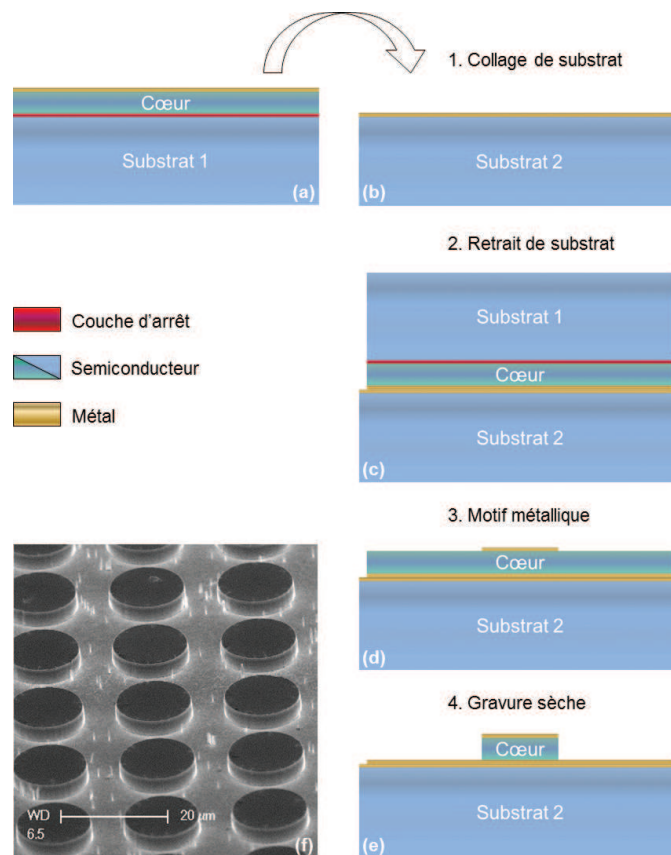 1. Collage de substrat
Cœur
Substrat 1
(a)
Substrat 2
(b)
2. Retrait de substrat
Substrat 1
Cœur
Substrat 2
(c)
Couche d'arrêt
Semiconducteur
Métal
3. Motif métallique
Cœur
Substrat 2
(d)
4. Gravure sèche
Cœur
Substrat 2
(e)
WD
6.5
20 µm
(f)